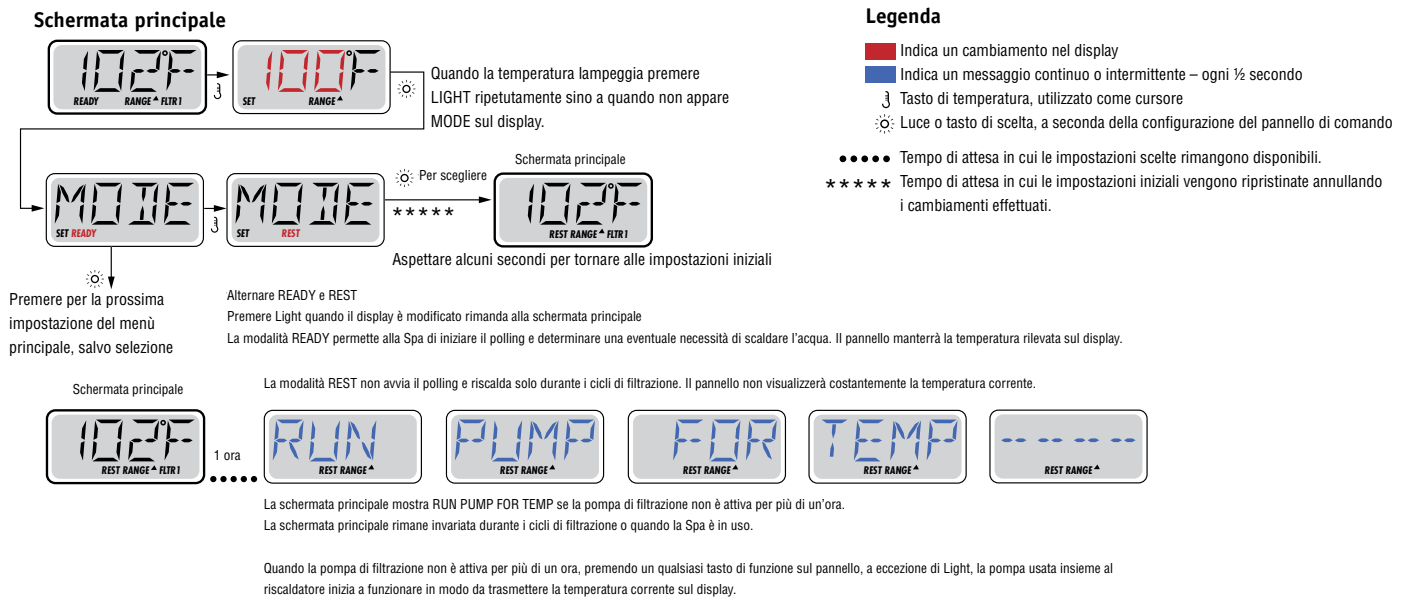 Schermata principale
102°F
READY RANGE FLTR1
100°F
SET RANGE
Quando la temperatura lampeggia premere
LIGHT ripetutamente sino a quando non appare
MODE sul display.
Legenda
Indica un cambiamento nel display
Indica un messaggio continuo o intermittente – ogni ½ secondo
Tasto di temperatura, utilizzato come cursore
Luce o tasto di scelta, a seconda della configurazione del pannello di comando
Tempo di attesa in cui le impostazioni scelte rimangono disponibili.
***** Tempo di attesa in cui le impostazioni iniziali vengono ripristinate annullando
i cambiamenti effettuati.
MODE
SET READY
MODE
SET REST
Per scegliere
*****
Schermata principale
102°F
REST RANGE FLTR1
Aspettare alcuni secondi per tornare alle impostazioni iniziali
Premere per la prossima
impostazione del menù
principale, salvo selezione
Alternare READY e REST
Premere Light quando il display è modificato rimanda alla schermata principale
La modalità READY permette alla Spa di iniziare il polling e determinare una eventuale necessità di scaldare l'acqua. Il pannello manterrà la temperatura rilevata sul display.
La modalità REST non avvia il polling e riscalda solo durante i cicli di filtrazione. Il pannello non visualizzerà costantemente la temperatura corrente.
Schermata principale
102°F
REST RANGE FLTR1
1 ora
RUN
REST RANGE
PUMP
REST RANGE
FOR
REST RANGE
TEMP
REST RANGE
-- -- -- --
REST RANGE
La schermata principale mostra RUN PUMP FOR TEMP se la pompa di filtrazione non è attiva per più di un'ora.
La schermata principale rimane invariata durante i cicli di filtrazione o quando la Spa è in uso.
Quando la pompa di filtrazione non è attiva per più di un ora, premendo un qualsiasi tasto di funzione sul pannello, a eccezione di Light, la pompa usata insieme al
riscaldatore inizia a funzionare in modo da trasmettere la temperatura corrente sul display.